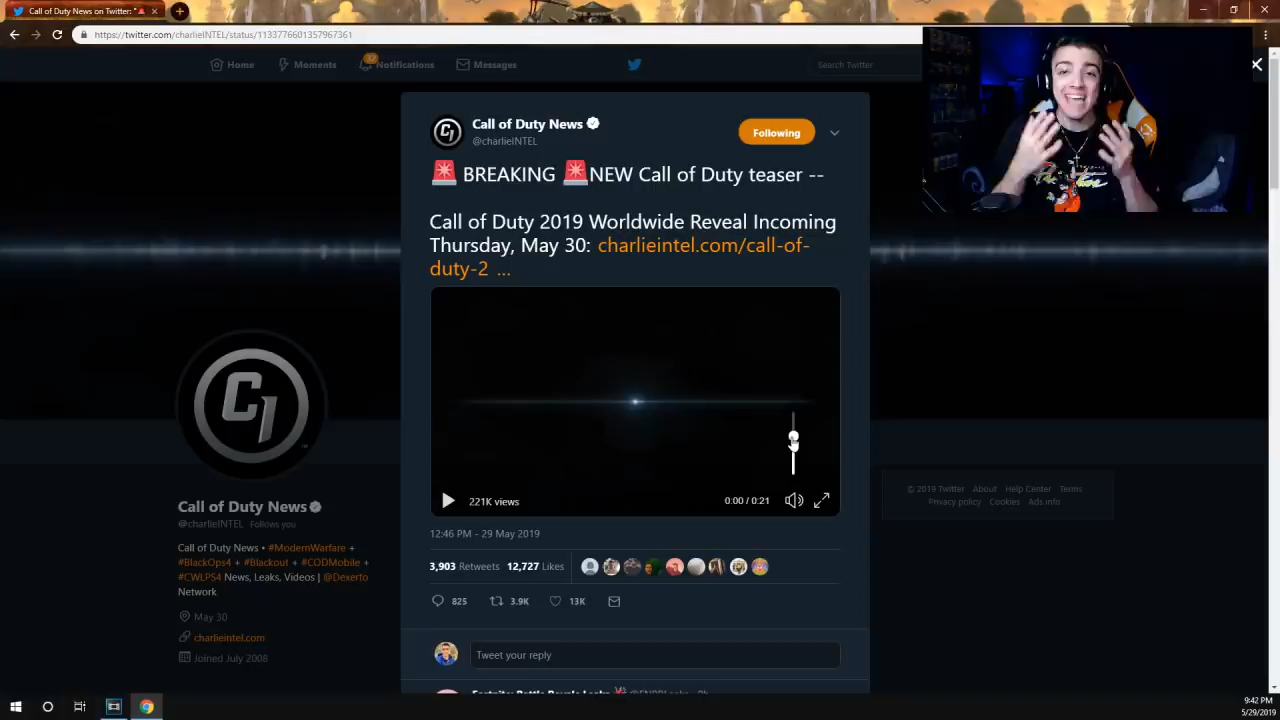 Call of Duty News on Twitter: "
https://twitter.com/charlieINTEL/status/1133776601357967361
Home
Moments
17
Notifications
Messages
Search Twitter
Call of Duty News
@charlieINTEL
Following
BREAKING NEW Call of Duty teaser --
Call of Duty 2019 Worldwide Reveal Incoming
Thursday, May 30: charlieintel.com/call-of-
duty-2 ...
221K views
0:00 / 0:21
12:46 PM - 29 May 2019
3,903 Retweets 12,727 Likes
825
3.9K
13K
Tweet your reply
CI
Call of Duty News
@charlieINTEL Follows you
Call of Duty News • #ModernWarfare +
#BlackOps4 + #Blackout + #CODMobile +
#CWLPS4 News, Leaks, Videos | @Dexerto
Network
May 30
charlieintel.com
Joined July 2008
© 2019 Twitter About Help Center Terms
Privacy policy Cookies Ads info
9:42 PM
5/29/2019